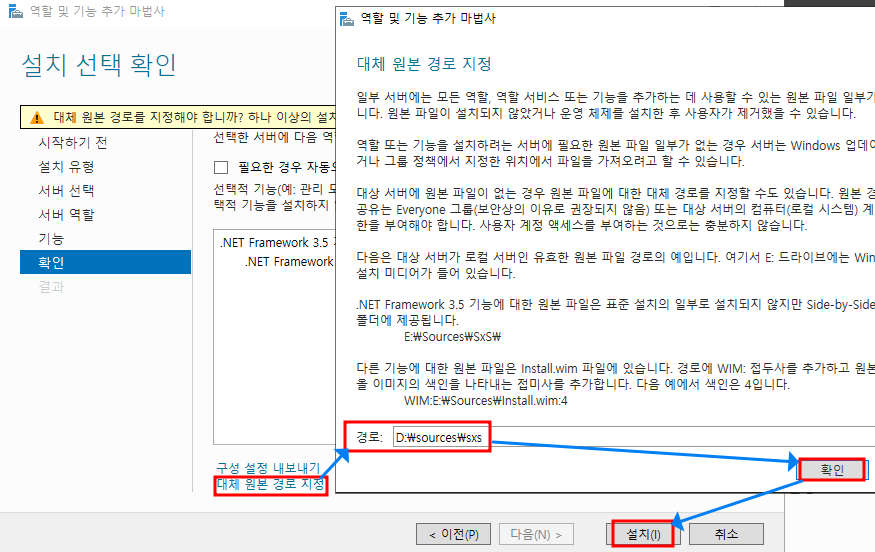 역할 및 기능 추가 마법사
설치 선택 확인
대체 원본 경로를 지정해야 합니까? 하나 이상의 설치
시작하기 전
설치 유형
서버 선택
서버 역할
기능
확인
결과
선택한 서버에 다음 역
필요한 경우 자동
선택적 기능(예: 관리 도
택적 기능을 설치하지
.NET Framework 3.5
.NET Framework
구성 설정 내보내기
대체 원본 경로 지정
< 이전(P)
다음(N) >
설치(I)
취소
역할 및 기능 추가 마법사
대체 원본 경로 지정
일부 서버에는 모든 역할, 역할 서비스 또는 기능을 추가하는 데 사용할 수 있는 원본 파일 일부가
니다. 원본 파일이 설치되지 않았거나 운영 체제를 설치한 후 사용자가 제거했을 수 있습니다.
역할 또는 기능을 설치하려는 서버에 필요한 원본 파일 일부가 없는 경우 서버는 Windows 업데이
거나 그룹 정책에서 지정한 위치에서 파일을 가져오려고 할 수 있습니다.
대상 서버에 원본 파일이 없는 경우 원본 파일에 대한 대체 경로를 지정할 수도 있습니다. 원본 경
공유는 Everyone 그룹(보안상의 이유로 권장되지 않음) 또는 대상 서버의 컴퓨터(로컬 시스템) 계
한을 부여해야 합니다. 사용자 계정 액세스를 부여하는 것으로는 충분하지 않습니다.
다음은 대상 서버가 로컬 서버인 유효한 원본 파일 경로의 예입니다. 여기서 E: 드라이브에는 Win
설치 미디어가 들어 있습니다.
.NET Framework 3.5 기능에 대한 원본 파일은 표준 설치의 일부로 설치되지 않지만 Side-by-Side
폴더에 제공됩니다.
E:₩Sources₩SxS₩
다른 기능에 대한 원본 파일은 Install.wim 파일에 있습니다. 경로에 WIM: 접두사를 추가하고 원본
올 이미지의 색인을 나타내는 접미사를 추가합니다. 다음 예에서 색인은 4입니다.
WIM:E:₩Sources₩Install.wim:4
경로: D:₩sources₩sxs
확인